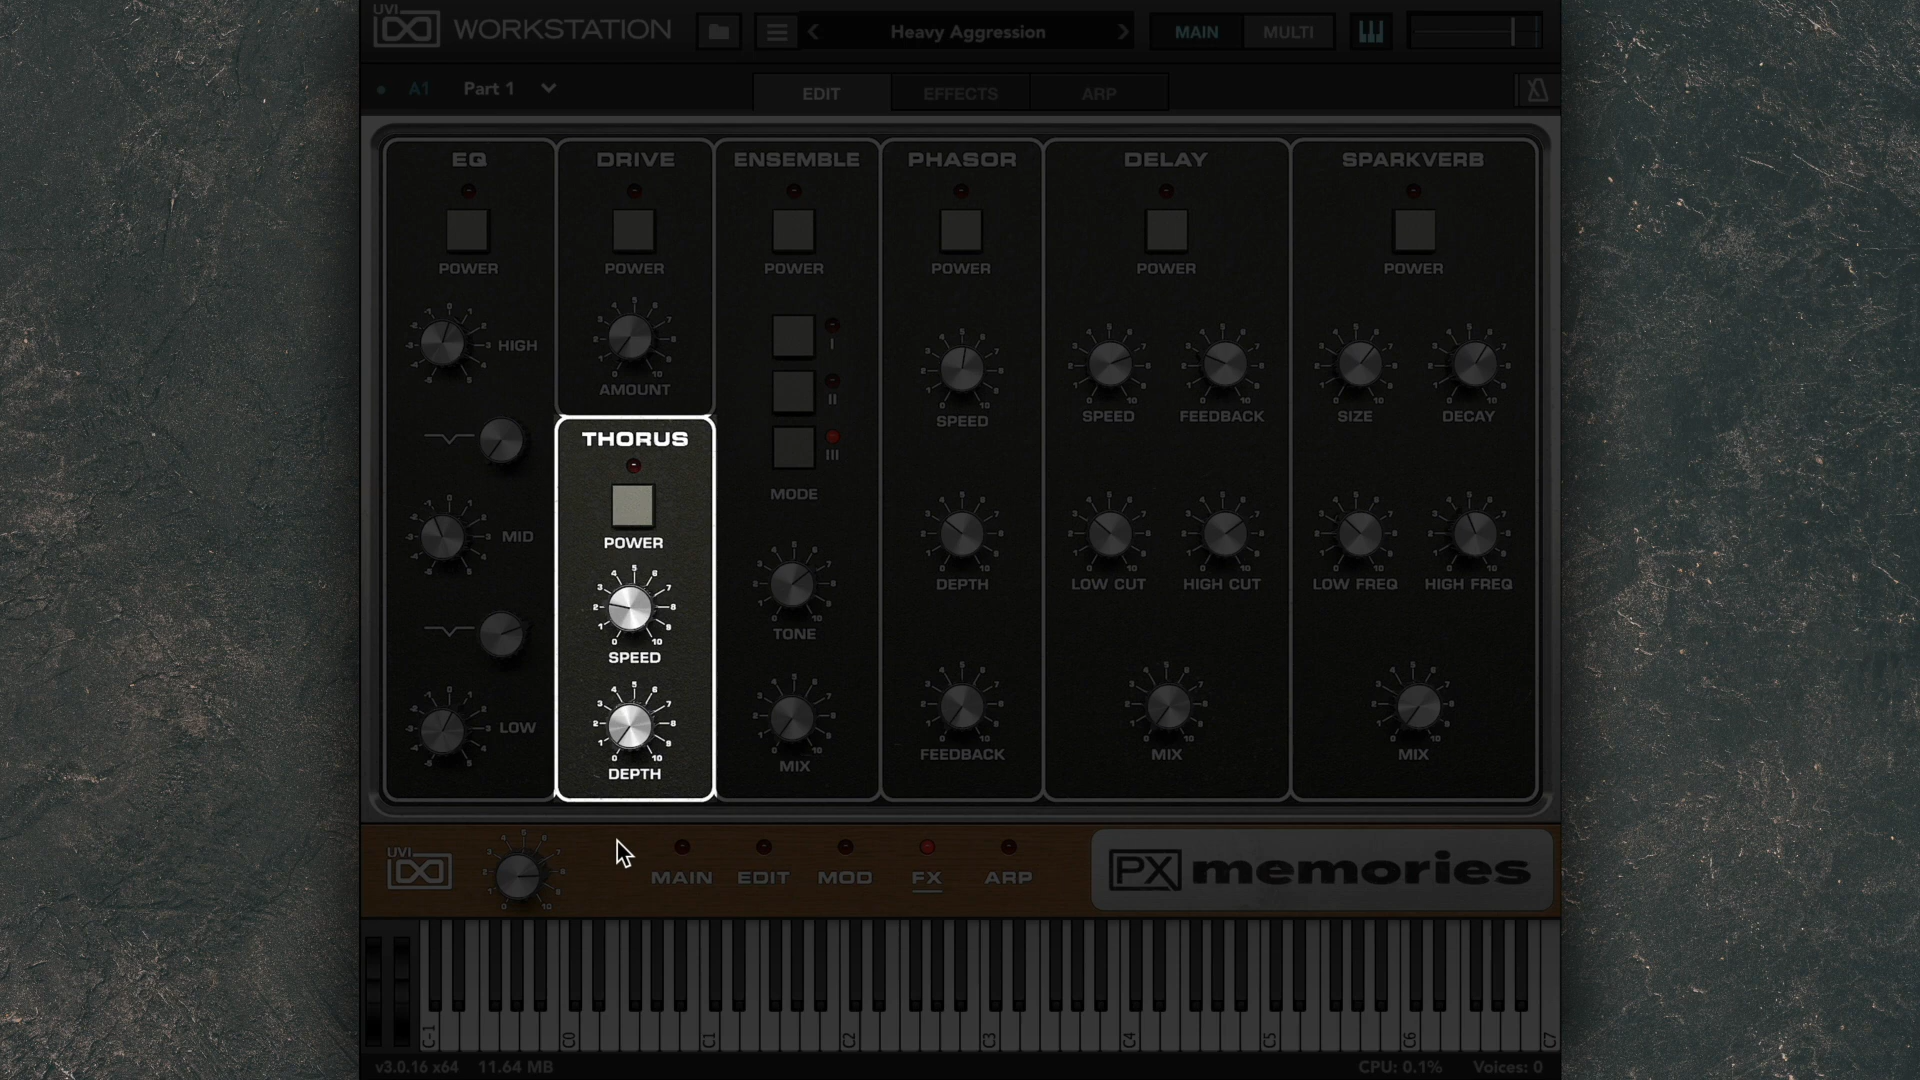 UVI WORKSTATION
Heavy Aggression
MAIN MULTI
A1 Part 1
EDIT EFFECTS ARP
EQ DRIVE ENSEMBLE PHASOR DELAY SPARKVERB
POWER POWER POWER POWER POWER POWER
HIGH
I
AMOUNT
II
SPEED SPEED FEEDBACK SIZE DECAY
THORUS
III
MODE
MID
POWER
DEPTH LOW CUT HIGH CUT LOW FREQ HIGH FREQ
TONE
SPEED
LOW
FEEDBACK MIX MIX
DEPTH MIX
UVI
MAIN EDIT MOD FX ARP
PX memories
C-1 C0 C1 C2 C3 C4 C5 C6 C7
v3.0.16 x64 11.64 MB CPU: 0.1% Voices: 0